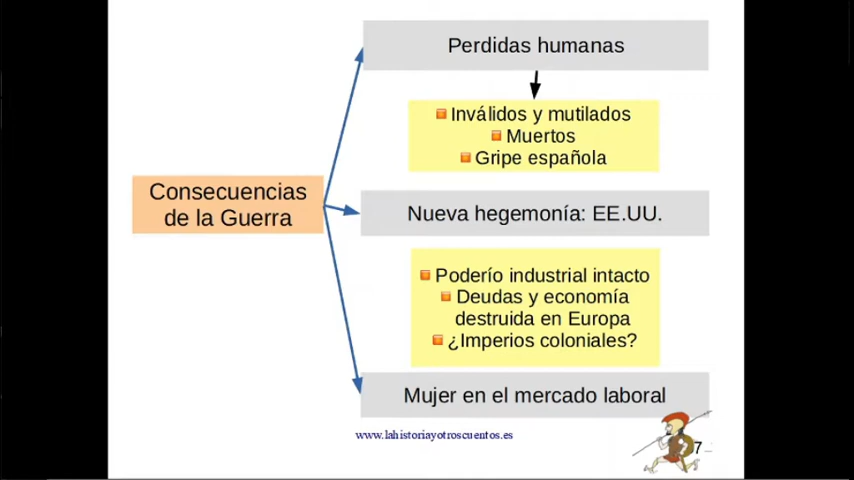 Perdidas humanas
Inválidos y mutilados
Muertos
Gripe española
Consecuencias
de la Guerra
Nueva hegemonía: EE.UU.
Poderío industrial intacto
Deudas y economía
destruida en Europa
¿Imperios coloniales?
Mujer en el mercado laboral
www.lahistoriayotroscuentos.es
7